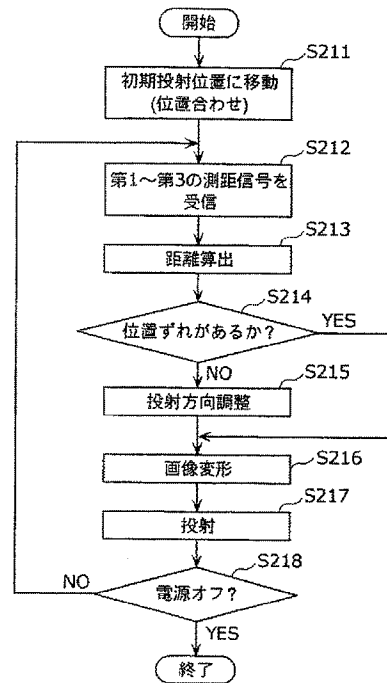 開始
S211
初期投射位置に移動
(位置合わせ)
S212
第1~第3の測距信号を
受信
S213
距離算出
S214
位置ずれがあるか?
YES
NO
S215
投射方向調整
S216
画像変形
S217
投射
S218
NO
電源オフ?
YES
終了